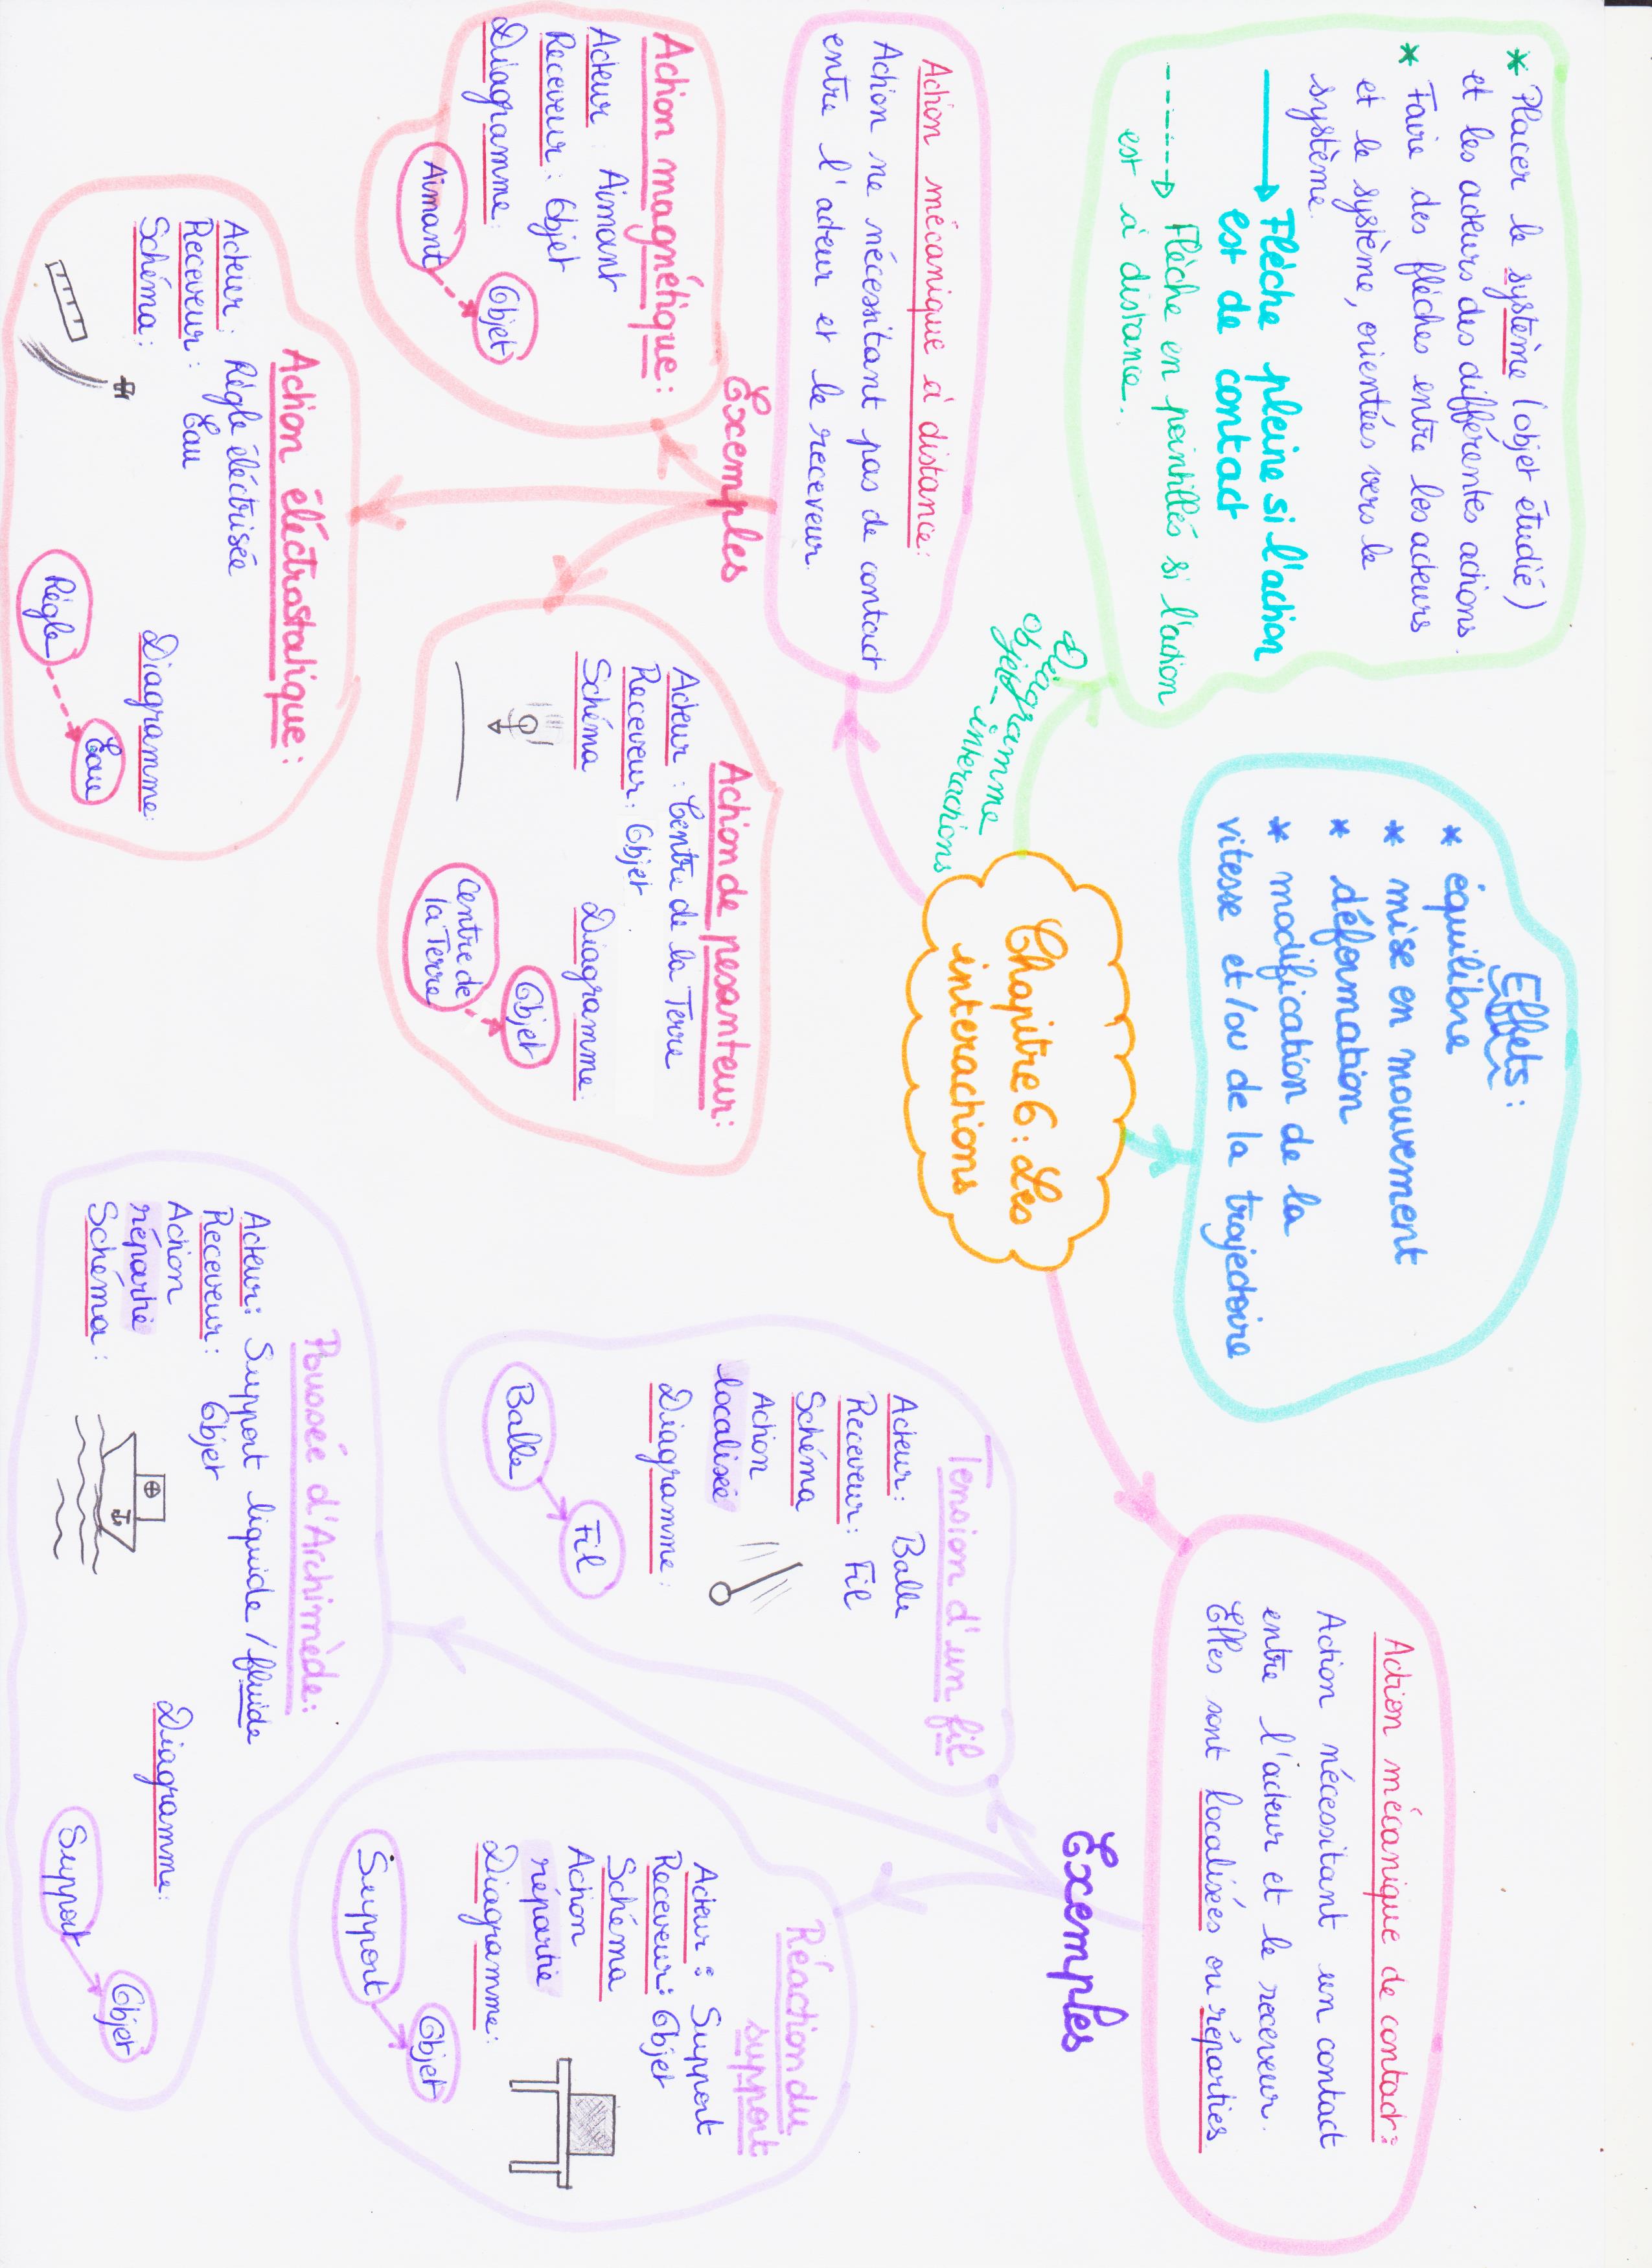 * Placer le système (objet étudié)
et les acteurs des différentes actions.
* Faire des flèches entre les acteurs
et le système, orientées vers le
système.
Flèche pleine si l'action
est de contact
Flèche en pointillés si l'action
est à distance.
Effets :
* équilibre
* mise en mouvement
* déformation
* modification de la
vitesse et/ou de la trajectoire
Action mécanique de contact :
Action nécessitant un contact
entre l'acteur et le receveur.
Elles sont localisées ou réparties
Chapitre 6 : Les
interactions
Diagramme
objet-interactions
Action mécanique à distance :
Action ne nécessitant pas de contact
entre l'acteur et le receveur.
Exemples
Action magnétique :
Acteur : Aimant
Receveur : Objet
Diagramme
Objet
Aimant
Action de pesanteur :
Acteur : Centre de la Terre
Receveur : Objet
Schéma
Diagramme :
Objet
Centre de
la Terre
Action éléctrostatique :
Acteur : Règle éléctrisée
Receveur : Eau
Schéma :
Diagramme :
Eau
Règle
Exemples
Tension d'un fil
Acteur : Balle
Receveur : Fil
Schéma
Action
localisée
Diagramme :
Fil
Balle
Réaction du
support
Acteur : Support
Receveur : Objet
Schéma
Action
répartie
Diagramme :
Objet
Support
Poussée d'Archimède :
Acteur : Support liquide / fluide
Receveur : Objet
Action
répartie
Schéma :
Diagramme :
Objet
Support